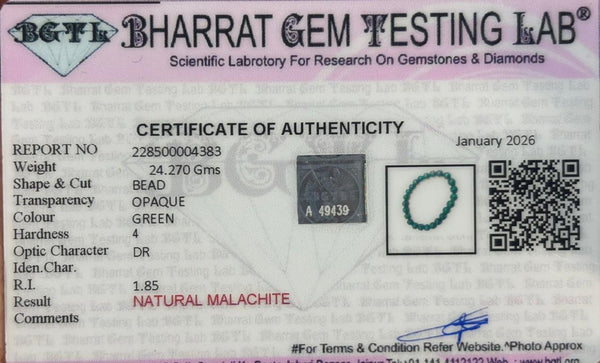 BGTL BHARRAT GEM TESTING LAB®
Scientific Labrotory For Research On Gemstones & Diamonds
CERTIFICATE OF AUTHENTICITY
January 2026
REPORT NO 228500004383
Weight 24.270 Gms
Shape & Cut BEAD
Transparency OPAQUE
Colour GREEN
Hardness 4
Optic Character DR
Iden.Char.
R.I. 1.85
Result NATURAL MALACHITE
Comments
BGTL
A 49439
#For Terms & Condition Refer Website.^Photo Approx